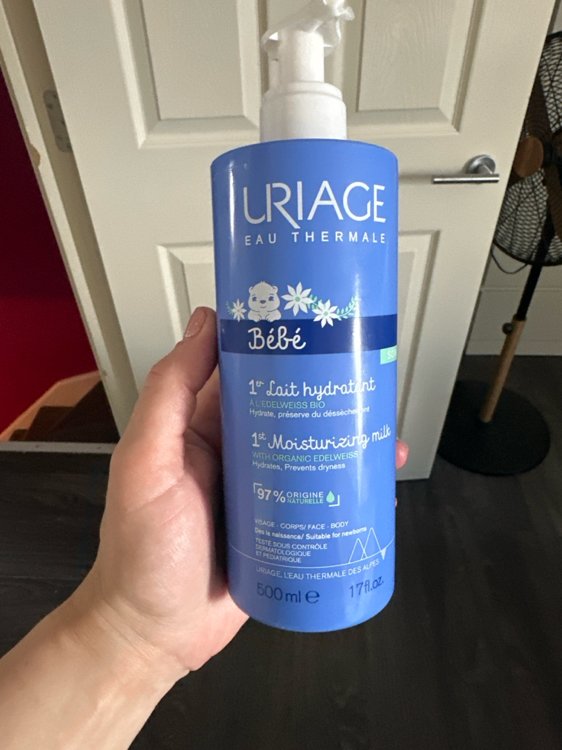 URIAGE
EAU THERMALE
Bébé
1er Lait hydratant
À L'EDELWEISS BIO
Hydrate, préserve du dessèchement
1st Moisturizing milk
WITH ORGANIC EDELWEISS
Hydrates, Prevents dryness
97% ORIGINE
NATURELLE
VISAGE - CORPS/ FACE - BODY
Dès la naissance/ Suitable for newborns
TESTÉ SOUS CONTRÔLE
DERMATOLOGIQUE
ET PÉDIATRIQUE
URIAGE, L'EAU THERMALE DES ALPES
500 ml e 17fl.oz.